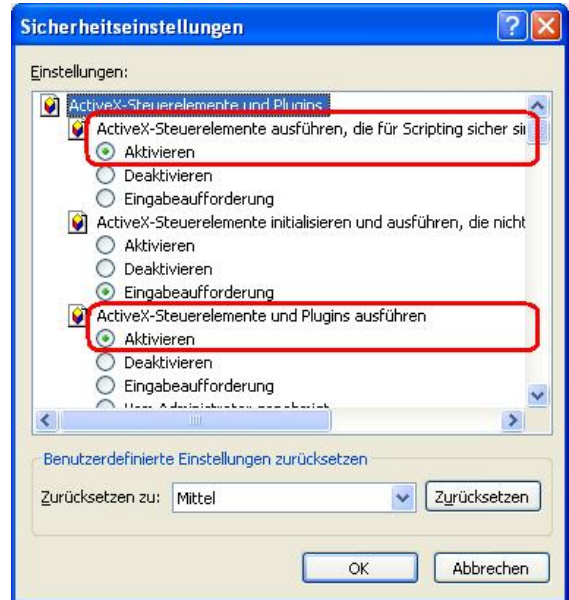 Sicherheitseinstellungen
Einstellungen:
ActiveX-Steuerelemente und Plugins
ActiveX-Steuerelemente ausführen, die für Scripting sicher
Aktivieren
Deaktivieren
Eingabeaufforderung
ActiveX-Steuerelemente initialisieren und ausführen, die nicht
Aktivieren
Deaktivieren
Eingabeaufforderung
ActiveX-Steuerelemente und Plugins ausführen
Aktivieren
Deaktivieren
Eingabeaufforderung
Benutzerdefinierte Einstellungen zurücksetzen
Zurücksetzen zu: Mittel Zurücksetzen
OK Abbrechen